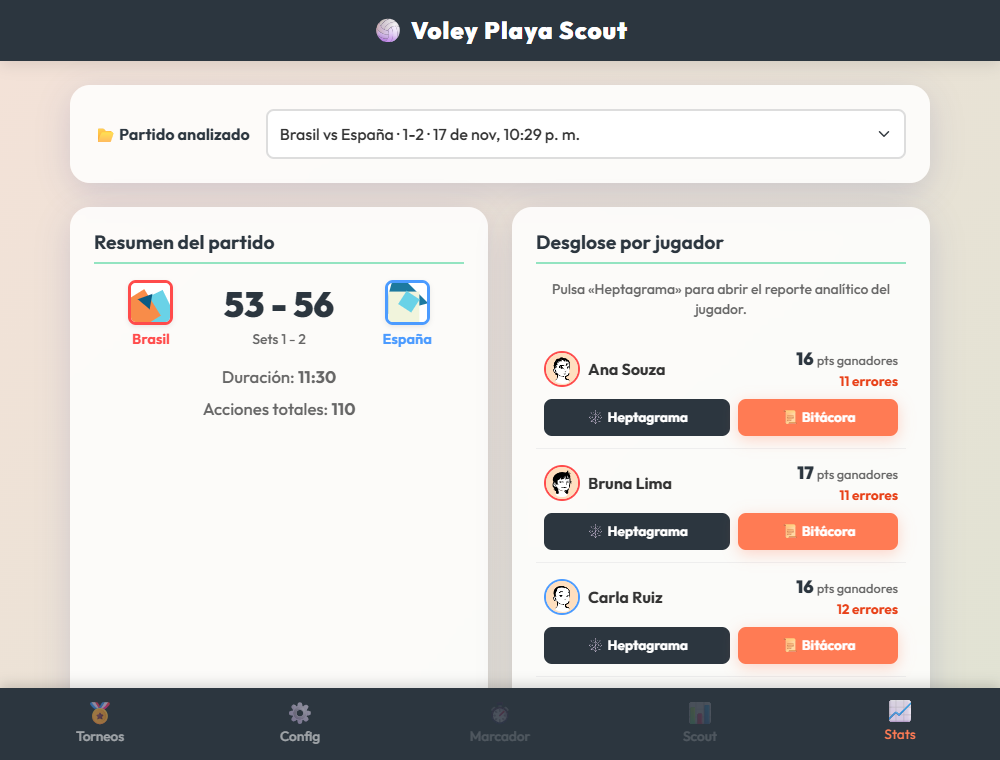 Voley Playa Scout
Partido analizado
Brasil vs España · 1-2 · 17 de nov, 10:29 p. m.
Resumen del partido
Brasil
53 - 56
Sets 1 - 2
España
Duración: 11:30
Acciones totales: 110
Desglose por jugador
Pulsa «Heptagrama» para abrir el reporte analítico del
jugador.
Ana Souza
16 pts ganadores
11 errores
Heptagrama
Bitácora
Bruna Lima
17 pts ganadores
11 errores
Heptagrama
Bitácora
Carla Ruiz
16 pts ganadores
12 errores
Heptagrama
Bitácora
Torneos
Config
Marcador
Scout
Stats